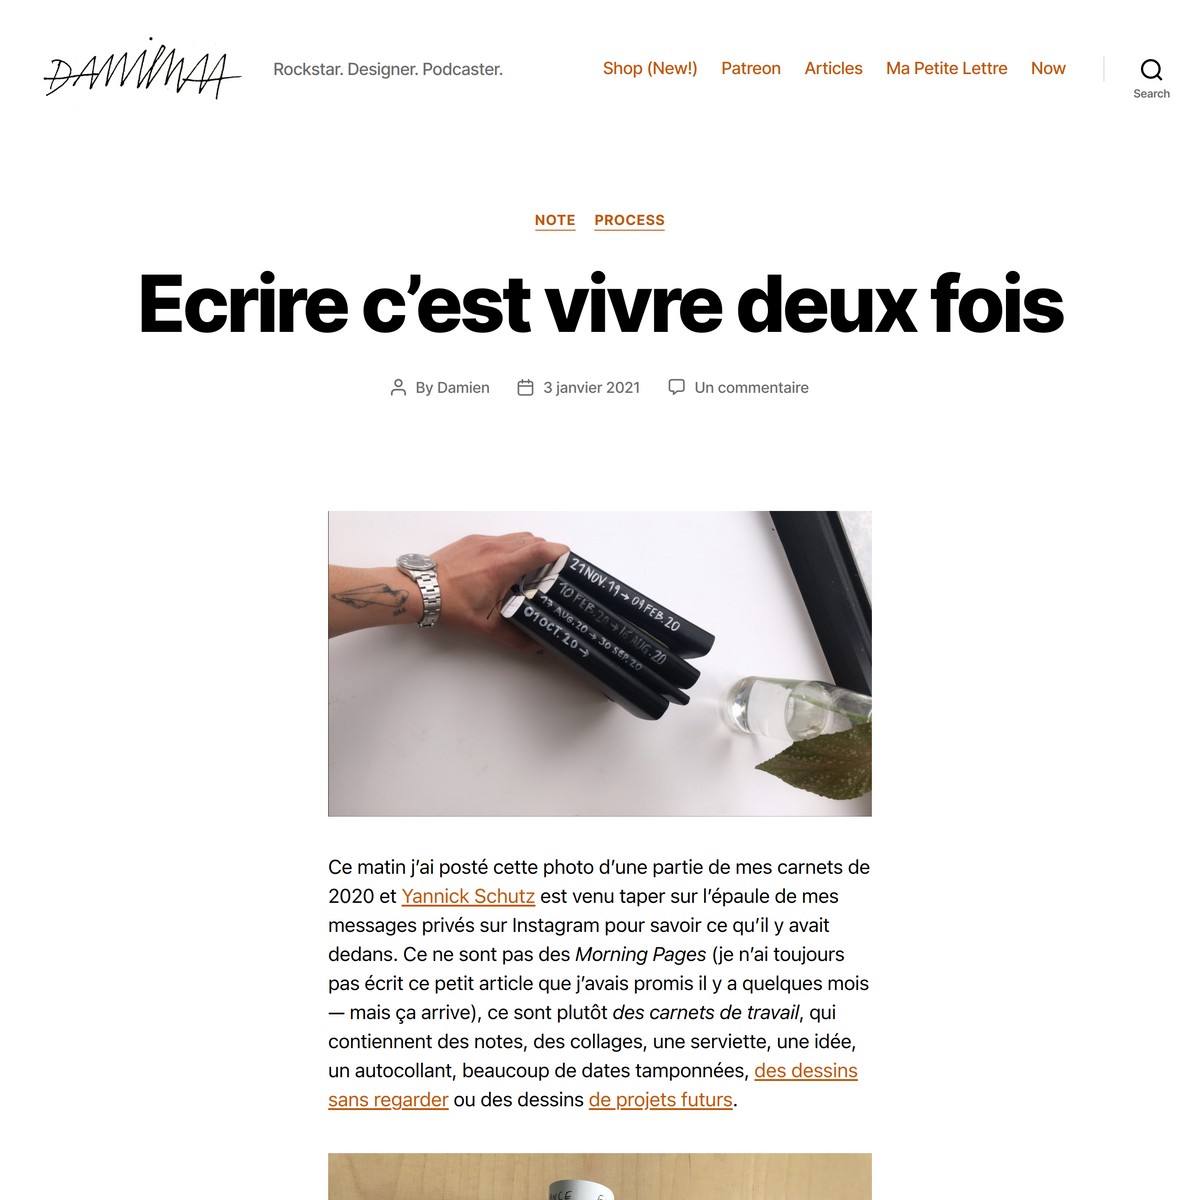 DAMIMAA
Rockstar. Designer. Podcaster.
Shop (New!) Patreon Articles Ma Petite Lettre Now
Search
NOTE PROCESS
Ecrire c’est vivre deux fois
By Damien 3 janvier 2021 Un commentaire
21 NOV. 19 → 09 FEB. 20
10 FEB. 20 → 16 AUG. 20
17 AUG. 20 → 30 SEP. 20
01 OCT. 20 →
Ce matin j’ai posté cette photo d’une partie de mes carnets de
2020 et Yannick Schutz est venu taper sur l’épaule de mes
messages privés sur Instagram pour savoir ce qu’il y avait
dedans. Ce ne sont pas des Morning Pages (je n’ai toujours
pas écrit ce petit article que j’avais promis il y a quelques mois
— mais ça arrive), ce sont plutôt des carnets de travail, qui
contiennent des notes, des collages, une serviette, une idée,
un autocollant, beaucoup de dates tamponnées, des dessins
sans regarder ou des dessins de projets futurs.